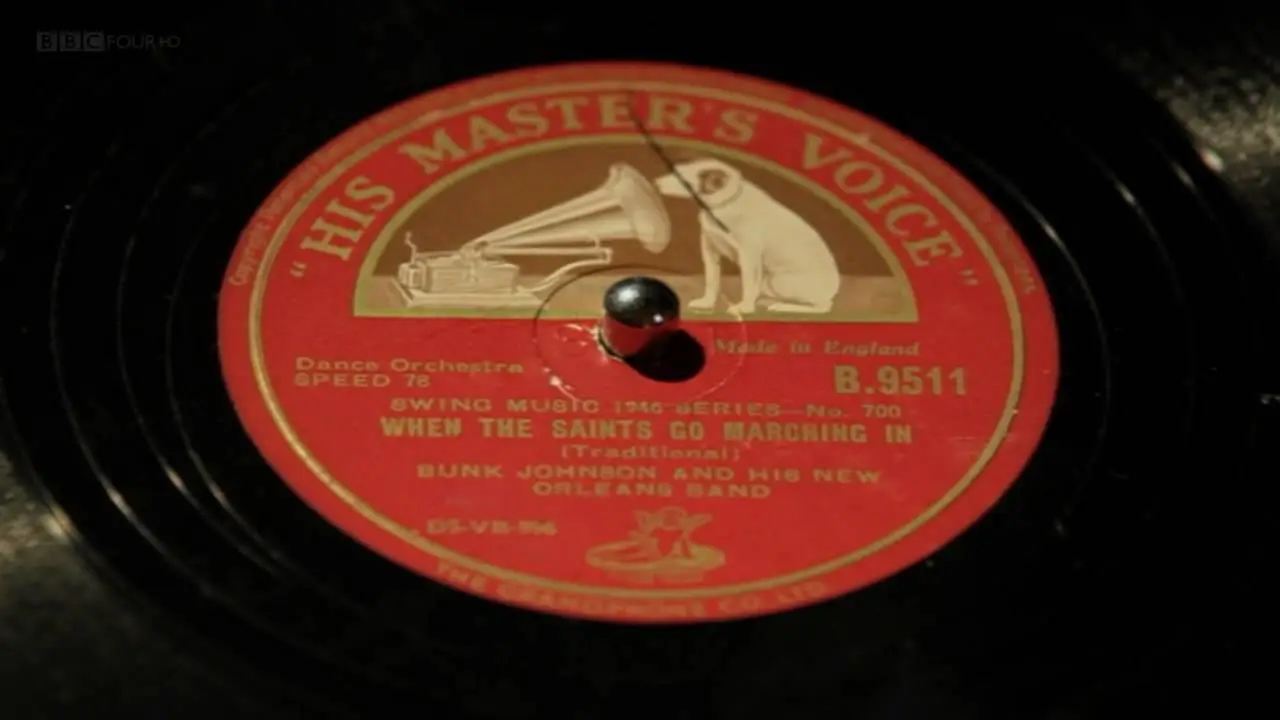 BBC FOUR HD
"HIS MASTER'S VOICE"
Made in England
Dance Orchestra
SPEED 78
B.9511
SWING MUSIC 1946 SERIES—No. 700
WHEN THE SAINTS GO MARCHING IN
(Traditional)
BUNK JOHNSON AND HIS NEW
ORLEANS BAND
THE GRAMOPHONE CO. LTD.